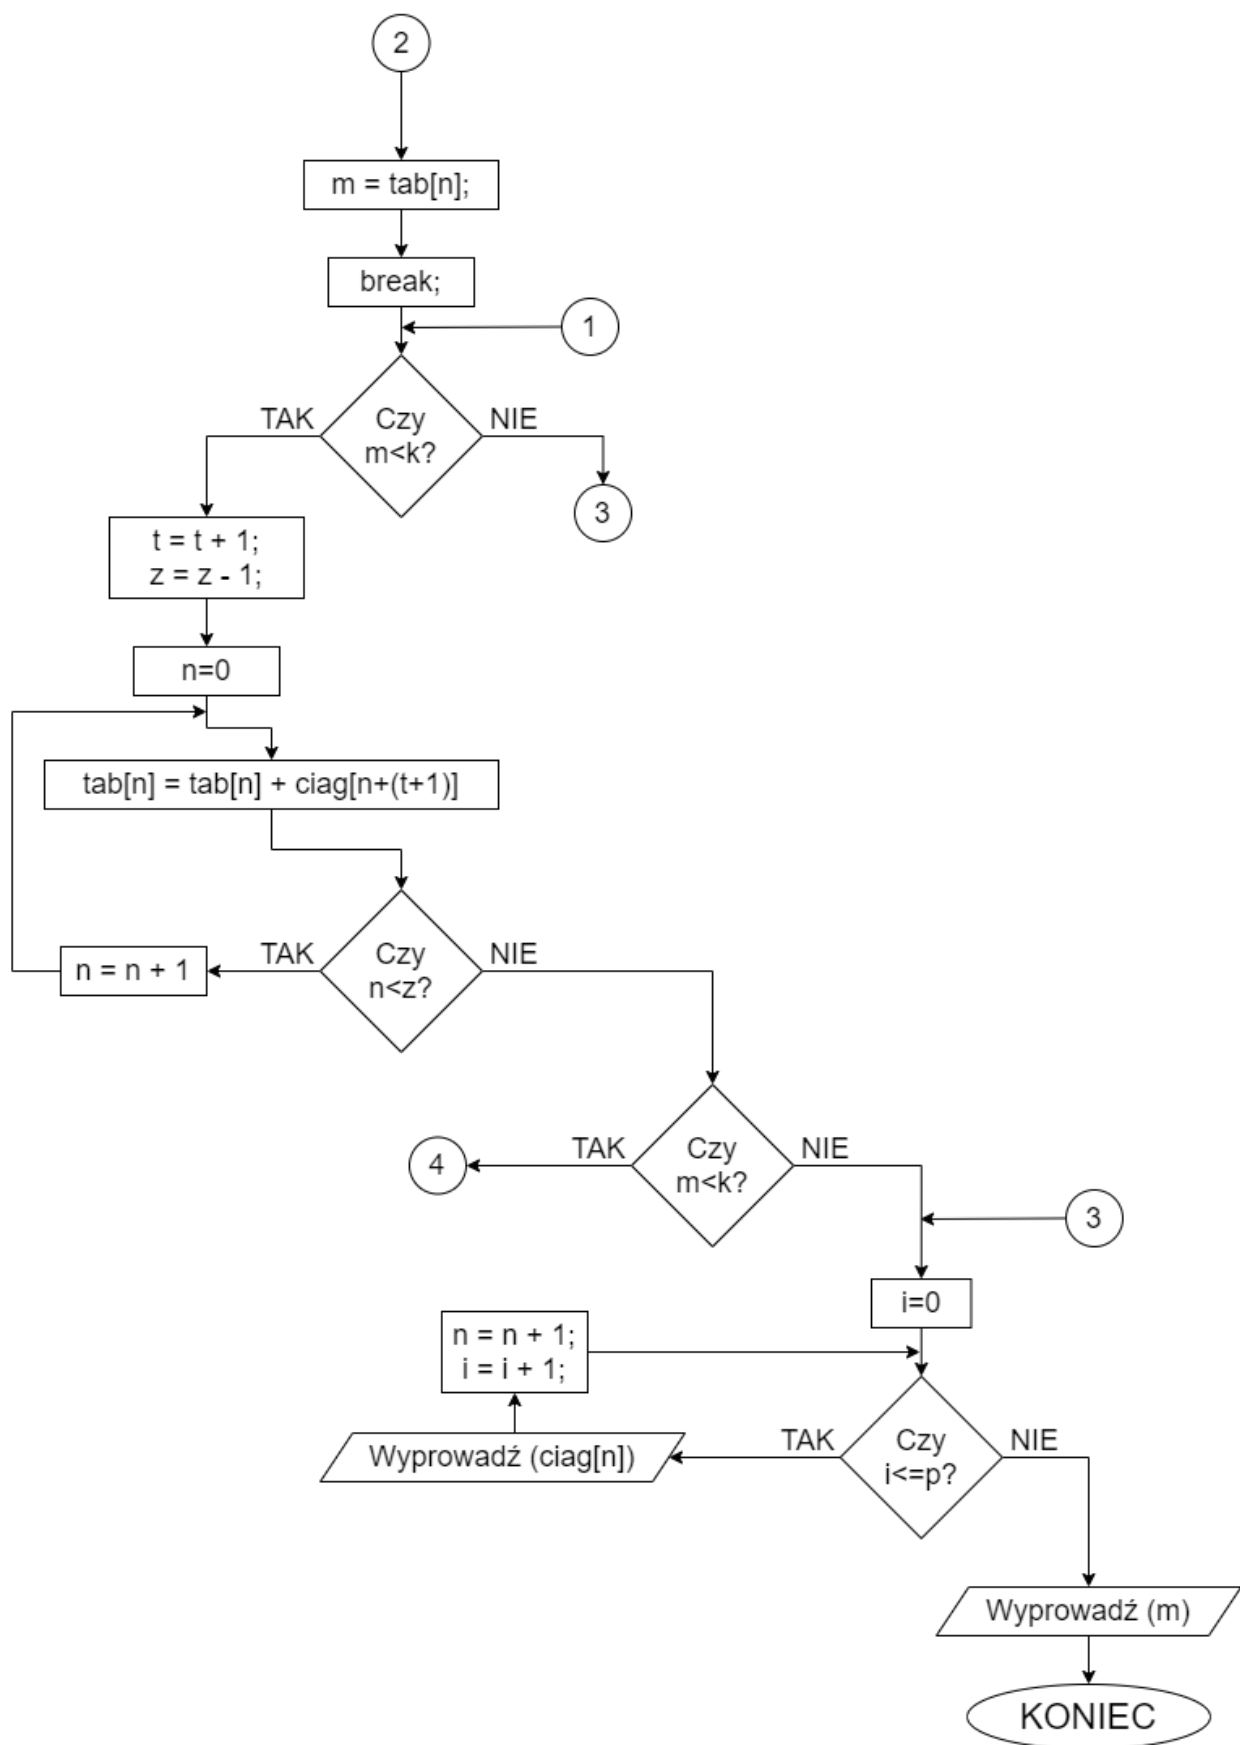 2
m = tab[n];
break;
1
TAK
Czy
m<k?
NIE
3
t = t + 1;
z = z - 1;
n=0
tab[n] = tab[n] + ciag[n+(t+1)]
n = n + 1
TAK
Czy
n<z?
NIE
4
TAK
Czy
m<k?
NIE
3
i=0
n = n + 1;
i = i + 1;
Wyprowadź (ciag[n])
TAK
Czy
i<=p?
NIE
Wyprowadź (m)
KONIEC